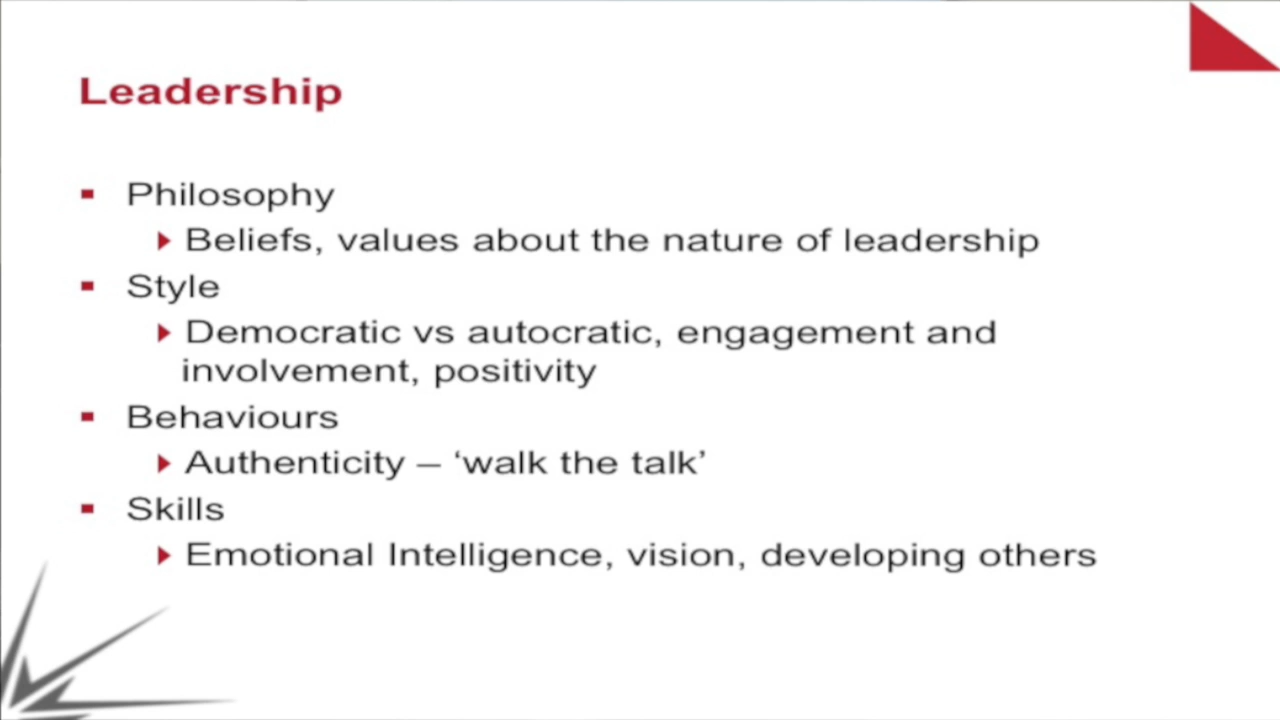 Leadership
Philosophy
Beliefs, values about the nature of leadership
Style
Democratic vs autocratic, engagement and
involvement, positivity
Behaviours
Authenticity – ‘walk the talk’
Skills
Emotional Intelligence, vision, developing others